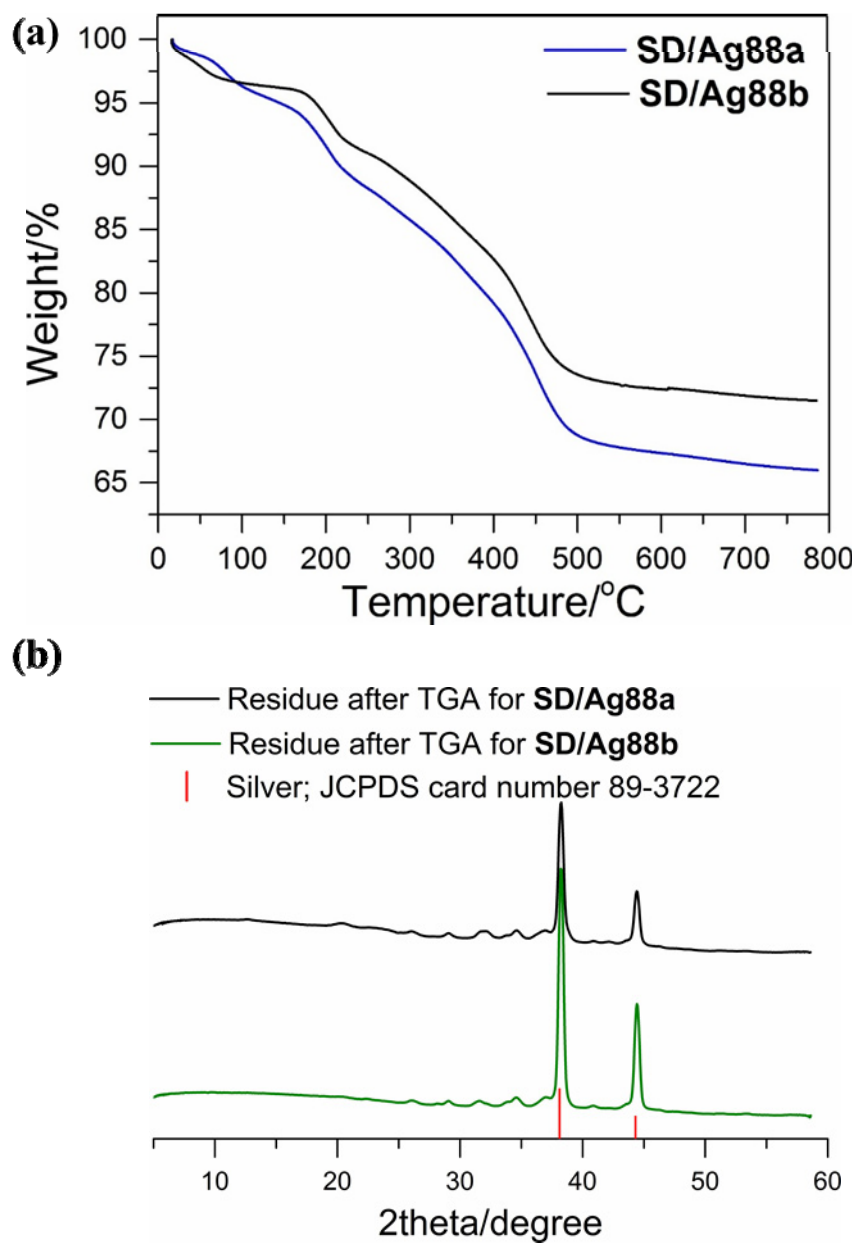 (a)
SD/Ag88a
SD/Ag88b
100
95
90
85
80
75
70
65
Weight/%
0 100 200 300 400 500 600 700 800
Temperature/°C
(b)
Residue after TGA for SD/Ag88a
Residue after TGA for SD/Ag88b
Silver; JCPDS card number 89-3722
10 20 30 40 50 60
2theta/degree